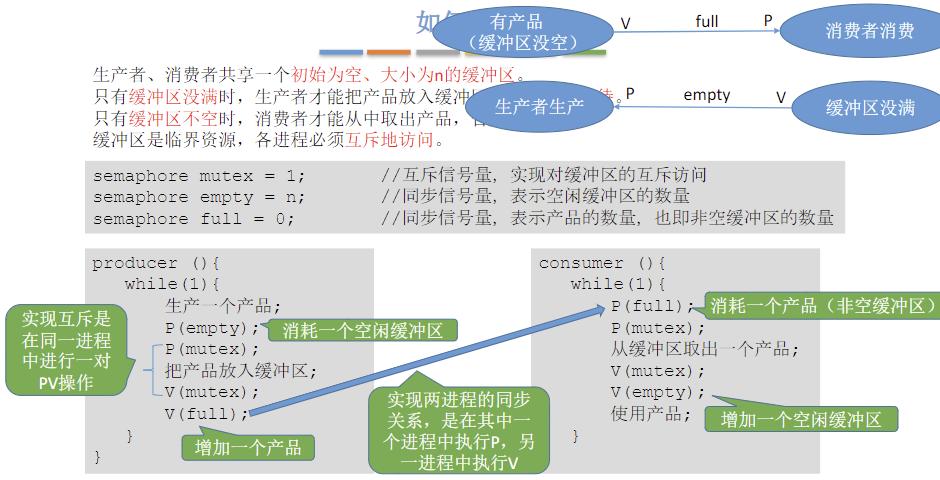 如
有产品
（缓冲区没空）
V
full
P
消费者消费
生产者、消费者共享一个初始为空、大小为n的缓冲区。
只有缓冲区没满时，生产者才能把产品放入缓冲
待。
生产者生产
P
empty
V
缓冲区没满
只有缓冲区不空时，消费者才能从中取出产品，
缓冲区是临界资源，各进程必须互斥地访问。
semaphore mutex = 1; //互斥信号量, 实现对缓冲区的互斥访问
semaphore empty = n; //同步信号量, 表示空闲缓冲区的数量
semaphore full = 0; //同步信号量, 表示产品的数量, 也即非空缓冲区的数量
producer (){
while(1){
生产一个产品;
P(empty);
消耗一个空闲缓冲区
P(mutex);
把产品放入缓冲区;
V(mutex);
V(full);
增加一个产品
}
}
实现互斥是
在同一进程
中进行一对
PV操作
实现两进程的同步
关系，是在其中一
个进程中执行P，另
一进程中执行V
consumer (){
while(1){
P(full);
消耗一个产品（非空缓冲区）
P(mutex);
从缓冲区取出一个产品;
V(mutex);
V(empty);
增加一个空闲缓冲区
使用产品;
}